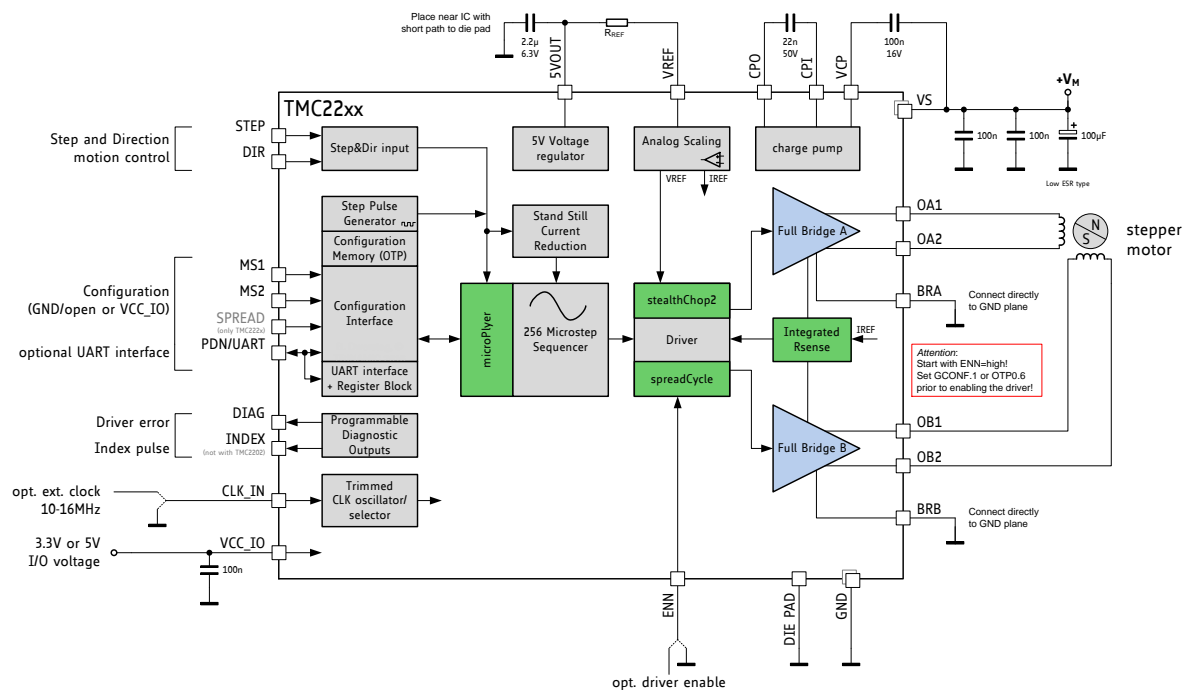 Place near IC with
short path to die pad
2.2µ
6.3V
RREF
5VOUT
VREF
22n
50V
CPO
CPI
VCP
100n
16V
+VM
VS
100n
100n
100µF
Low ESR type
TMC22xx
Step and Direction
motion control
STEP
DIR
Step&Dir input
5V Voltage
regulator
Analog Scaling
VREF
IREF
charge pump
Step Pulse
Generator
Configuration
Memory (OTP)
Stand Still
Current
Reduction
Full Bridge A
OA1
OA2
N
S
stepper
motor
Configuration
(GND/open or VCC_IO)
optional UART interface
MS1
MS2
SPREAD
(only TMC222x)
PDN/UART
Configuration
Interface
UART interface
+ Register Block
microPlyer
256 Microstep
Sequencer
stealthChop2
Driver
spreadCycle
Integrated
Rsense
IREF
BRA
Connect directly
to GND plane
Attention:
Start with ENN=high!
Set GCONF.1 or OTP0.6
prior to enabling the driver!
Driver error
Index pulse
DIAG
INDEX
(not with TMC2202)
Programmable
Diagnostic
Outputs
Full Bridge B
OB1
OB2
opt. ext. clock
10-16MHz
CLK_IN
Trimmed
CLK oscillator/
selector
BRB
Connect directly
to GND plane
3.3V or 5V
I/O voltage
VCC_IO
100n
ENN
DIE PAD
GND
opt. driver enable